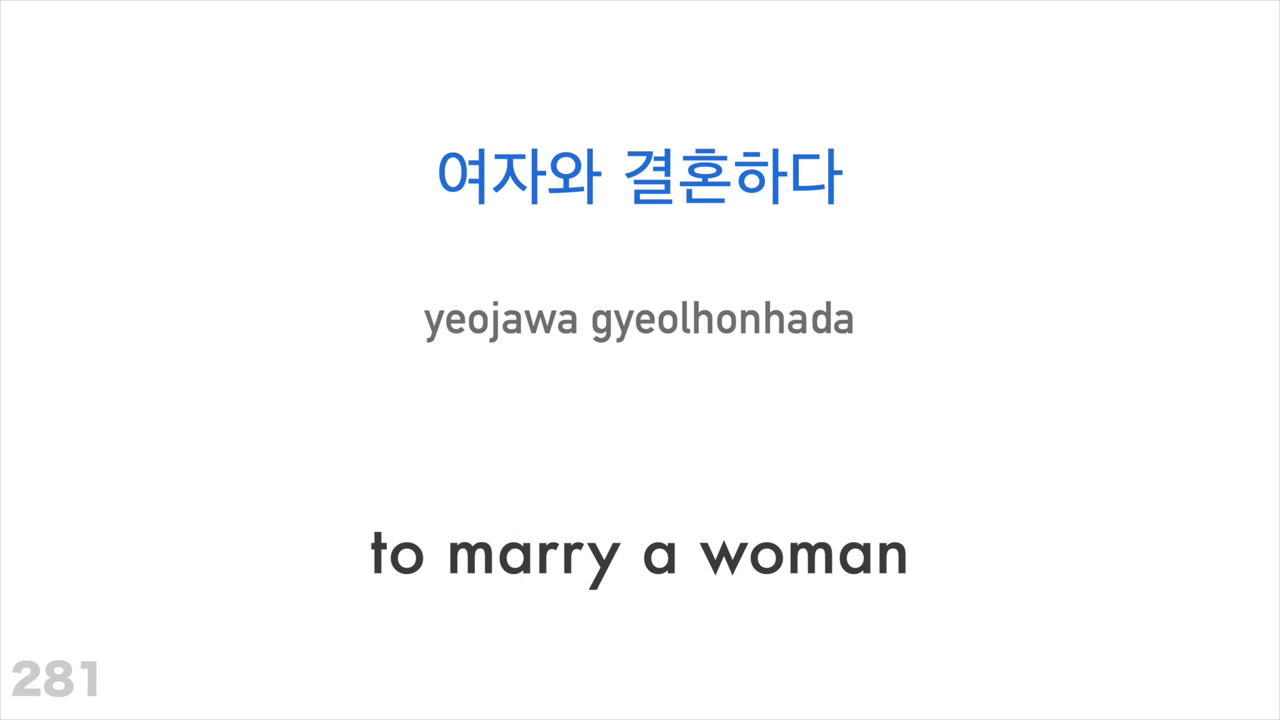 여자와 결혼하다
yeojawa gyeolhonhada
to marry a woman
281